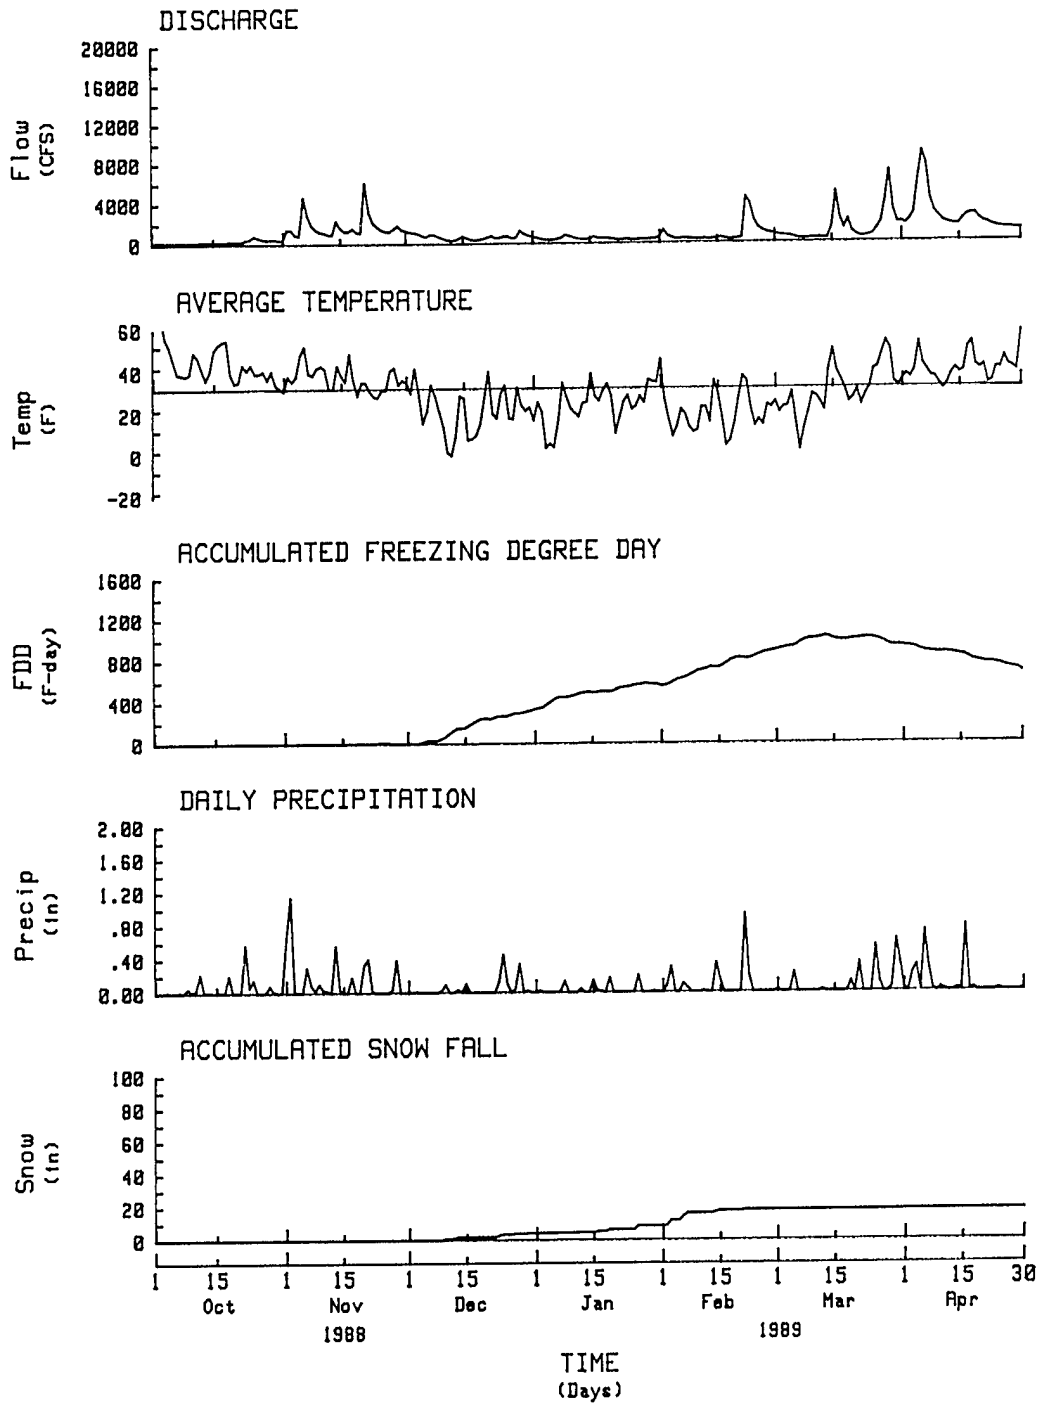 DISCHARGE
20000
16000
12000
8000
4000
0
Flow
(CFS)
AVERAGE TEMPERATURE
60
40
20
0
-20
Temp
(F)
ACCUMULATED FREEZING DEGREE DAY
1600
1200
800
400
0
FDD
(F-day)
DAILY PRECIPITATION
2.00
1.60
1.20
.80
.40
0.00
Precip
(in)
ACCUMULATED SNOW FALL
100
80
60
40
20
0
Snow
(in)
1 15 1 15 1 15 1 15 1 15 1 15 1 15 30
Oct Nov Dec Jan Feb Mar Apr
1988 1989
TIME
(Days)